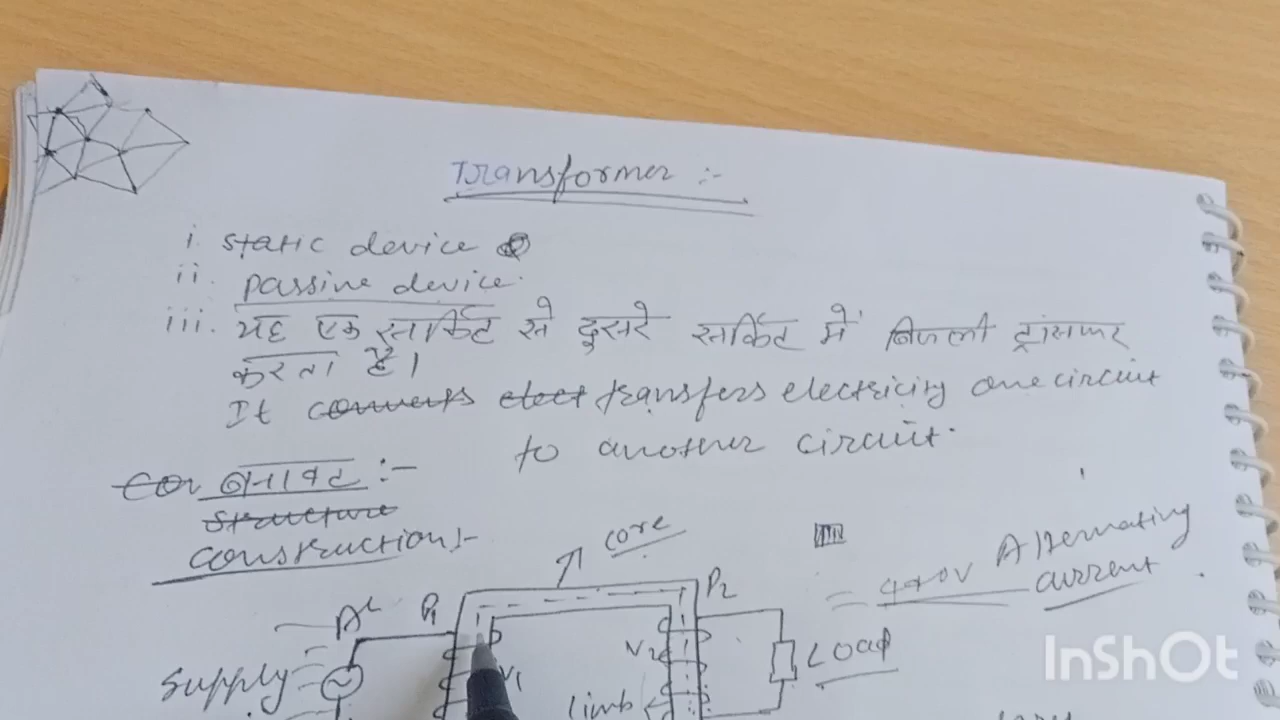 Transformer :-
i. static device
ii. passive device.
iii. यह एक सर्किट से दुसरे सर्किट में बिजली ट्रांसफर
करता है।
It converts elect transfers electricity one circuit
to another circuit.
Con बनावट :-
Structure
construction:-
core
440V Alternating
current
AC P1 P2
Supply V1 V2 Load
limb
InShOt